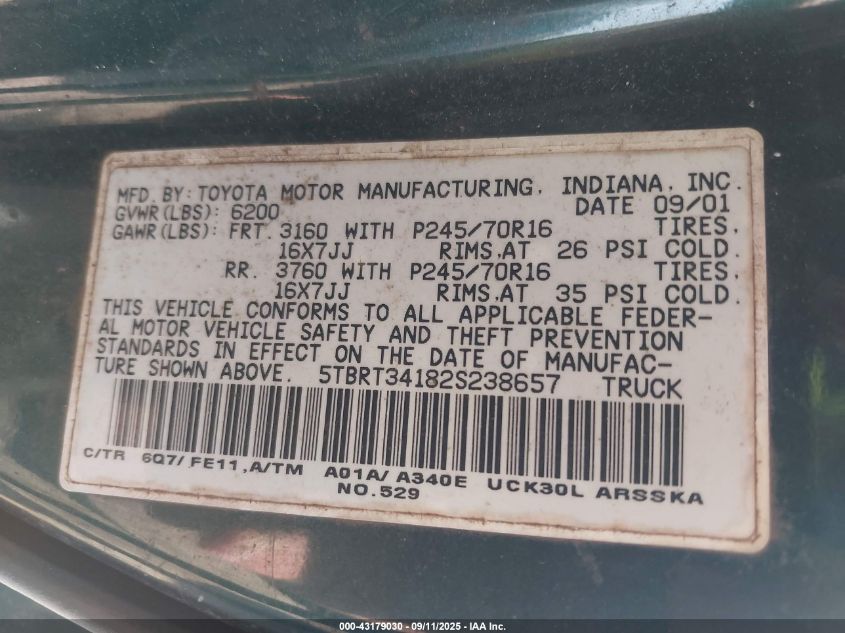 MFD. BY: TOYOTA MOTOR MANUFACTURING, INDIANA, INC.
GVWR(LBS): 6200 DATE 09/01
GAWR(LBS): FRT. 3160 WITH P245/70R16 TIRES,
16X7JJ RIMS,AT 26 PSI COLD.
RR. 3760 WITH P245/70R16 TIRES,
16X7JJ RIMS,AT 35 PSI COLD.
THIS VEHICLE CONFORMS TO ALL APPLICABLE FEDER-
AL MOTOR VEHICLE SAFETY AND THEFT PREVENTION
STANDARDS IN EFFECT ON THE DATE OF MANUFAC-
TURE SHOWN ABOVE. 5TBRT34182S238657 TRUCK
C/TR 6Q7/ FE11,A/TM A01A/ A340E UCK30L ARSSKA
NO.529
000-43179030 - 09/11/2025 - IAA Inc.